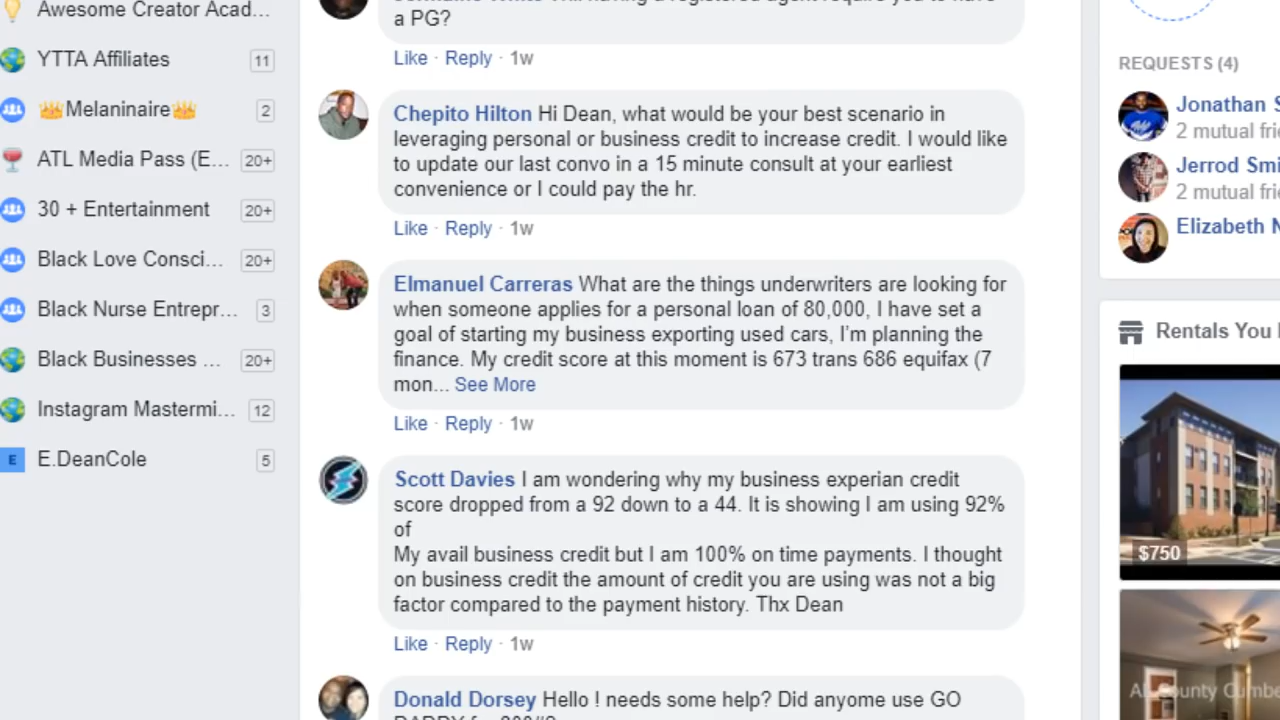 Awesome Creator Acad...
YTTA Affiliates 11
👑Melaninaire👑 2
ATL Media Pass (E... 20+
30 + Entertainment 20+
Black Love Consci... 20+
Black Nurse Entrepr... 3
Black Businesses ... 20+
Instagram Mastermi... 12
E E.DeanCole 5
a PG?
Like · Reply · 1w
Chepito Hilton Hi Dean, what would be your best scenario in
leveraging personal or business credit to increase credit. I would like
to update our last convo in a 15 minute consult at your earliest
convenience or I could pay the hr.
Like · Reply · 1w
Elmanuel Carreras What are the things underwriters are looking for
when someone applies for a personal loan of 80,000, I have set a
goal of starting my business exporting used cars, I'm planning the
finance. My credit score at this moment is 673 trans 686 equifax (7
mon... See More
Like · Reply · 1w
Scott Davies I am wondering why my business experian credit
score dropped from a 92 down to a 44. It is showing I am using 92%
of
My avail business credit but I am 100% on time payments. I thought
on business credit the amount of credit you are using was not a big
factor compared to the payment history. Thx Dean
Like · Reply · 1w
Donald Dorsey Hello ! needs some help? Did anyome use GO
REQUESTS (4)
Jonathan S
2 mutual frie
Jerrod Smi
2 mutual frie
Elizabeth N
Rentals You
$750
County Cumbe